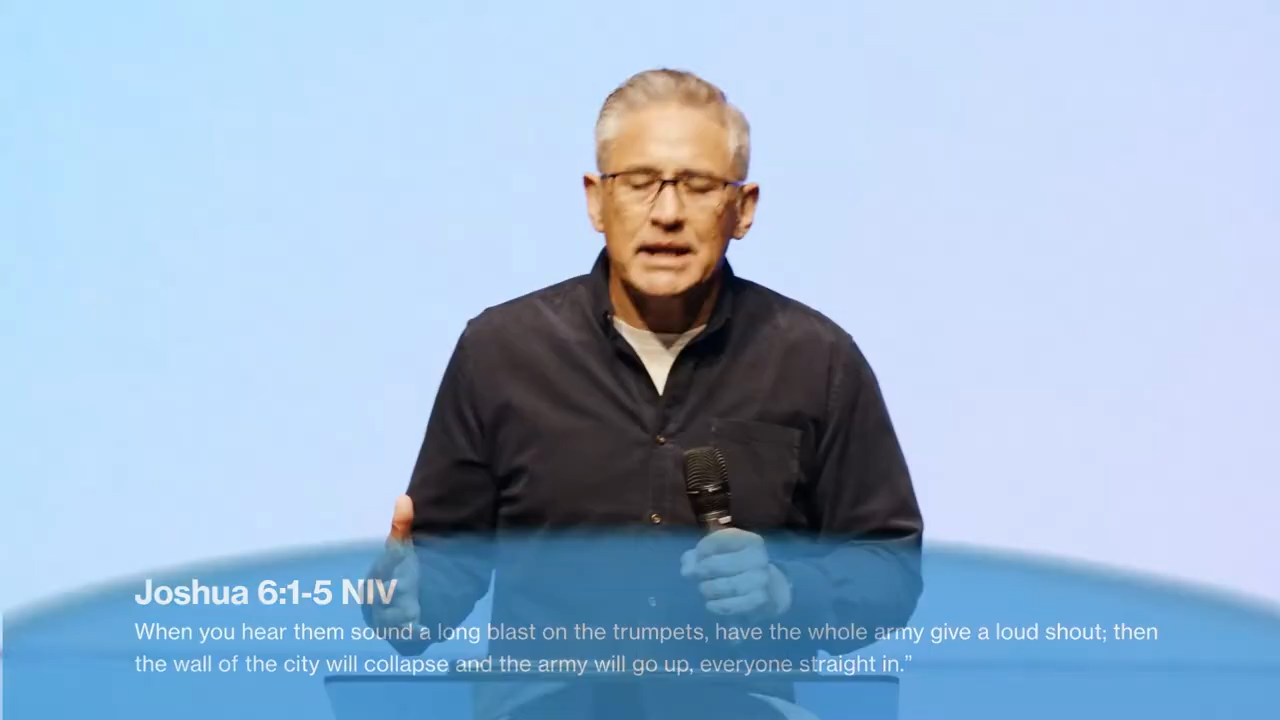 Joshua 6:1-5 NIV
When you hear them sound a long blast on the trumpets, have the whole army give a loud shout; then
the wall of the city will collapse and the army will go up, everyone straight in.”